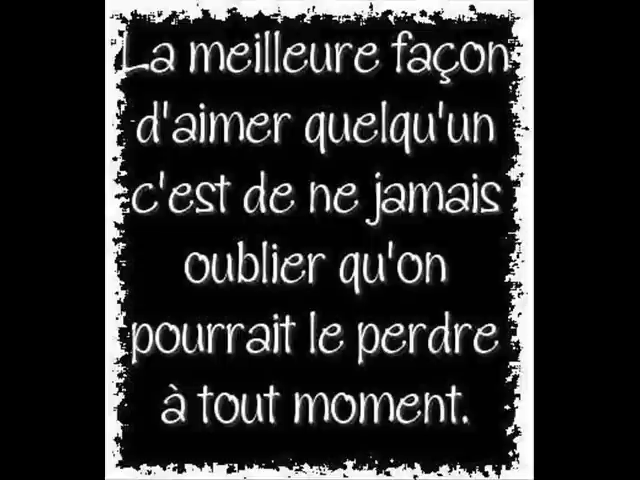 La meilleure façon
d'aimer quelqu'un
c'est de ne jamais
oublier qu'on
pourrait le perdre
à tout moment.